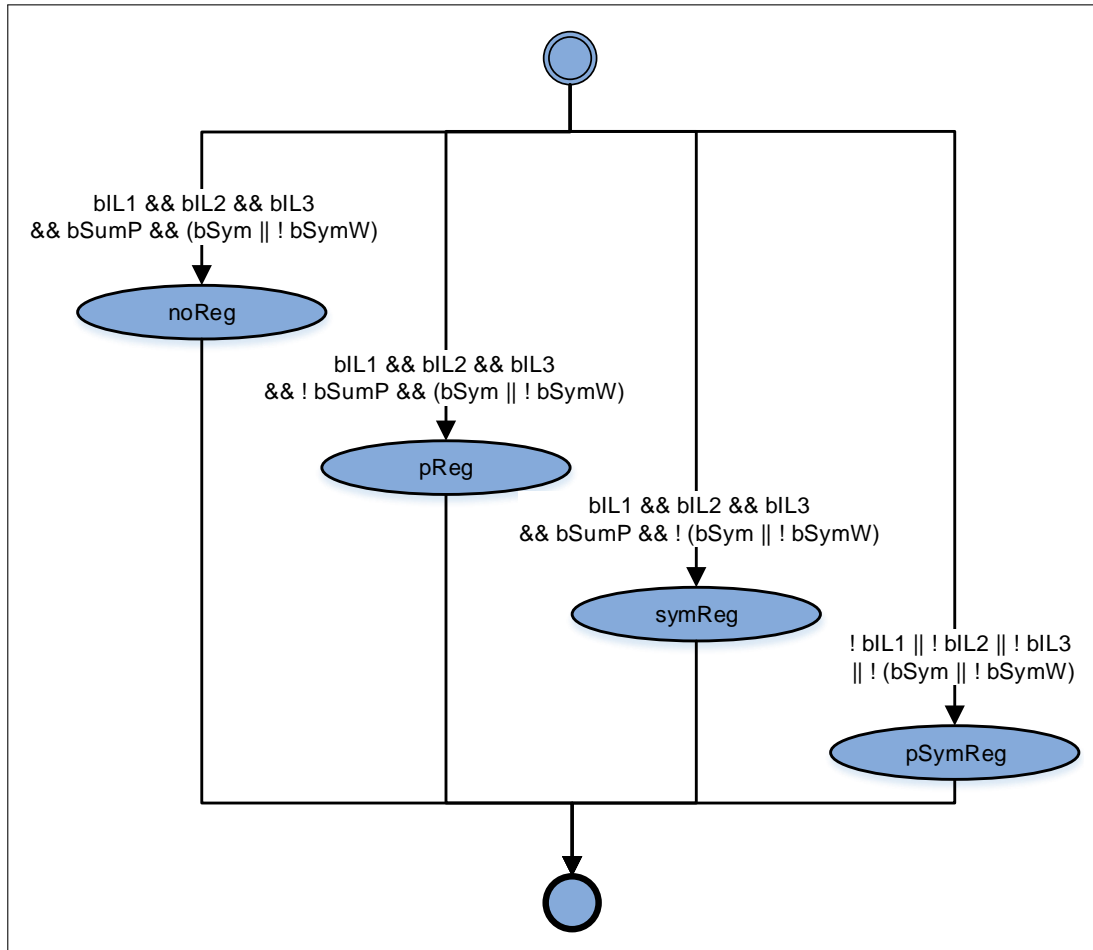 bIL1 && bIL2 && bIL3
&& bSumP && (bSym || ! bSymW)
noReg
bIL1 && bIL2 && bIL3
&& ! bSumP && (bSym || ! bSymW)
pReg
bIL1 && bIL2 && bIL3
&& bSumP && ! (bSym || ! bSymW)
symReg
! bIL1 || ! bIL2 || ! bIL3
|| ! (bSym || ! bSymW)
pSymReg